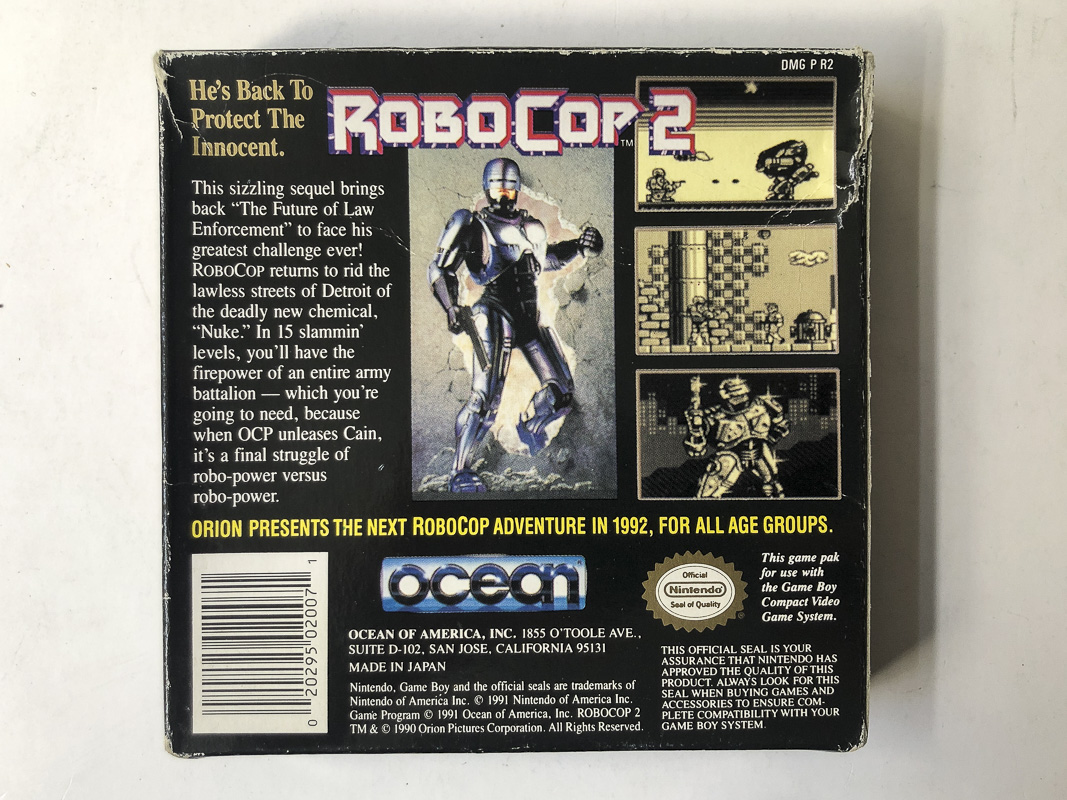 DMG P R2
He's Back To
Protect The
Innocent.
ROBOCOP 2
TM
This sizzling sequel brings
back “The Future of Law
Enforcement” to face his
greatest challenge ever!
ROBOCOP returns to rid the
lawless streets of Detroit of
the deadly new chemical,
“Nuke.” In 15 slammin’
levels, you’ll have the
firepower of an entire army
battalion — which you’re
going to need, because
when OCP unleases Cain,
it’s a final struggle of
robo-power versus
robo-power.
ORION PRESENTS THE NEXT ROBOCOP ADVENTURE IN 1992, FOR ALL AGE GROUPS.
0 20295 02007 1
ocean
OCEAN OF AMERICA, INC. 1855 O'TOOLE AVE.,
SUITE D-102, SAN JOSE, CALIFORNIA 95131
MADE IN JAPAN
Nintendo, Game Boy and the official seals are trademarks of
Nintendo of America Inc. © 1991 Nintendo of America Inc.
Game Program © 1991 Ocean of America, Inc. ROBOCOP 2
TM & © 1990 Orion Pictures Corporation. All Rights Reserved.
Official
Nintendo
Seal of Quality
®
This game pak
for use with
the Game Boy
Compact Video
Game System.
THIS OFFICIAL SEAL IS YOUR
ASSURANCE THAT NINTENDO HAS
APPROVED THE QUALITY OF THIS
PRODUCT. ALWAYS LOOK FOR THIS
SEAL WHEN BUYING GAMES AND
ACCESSORIES TO ENSURE COM-
PLETE COMPATIBILITY WITH YOUR
GAME BOY SYSTEM.